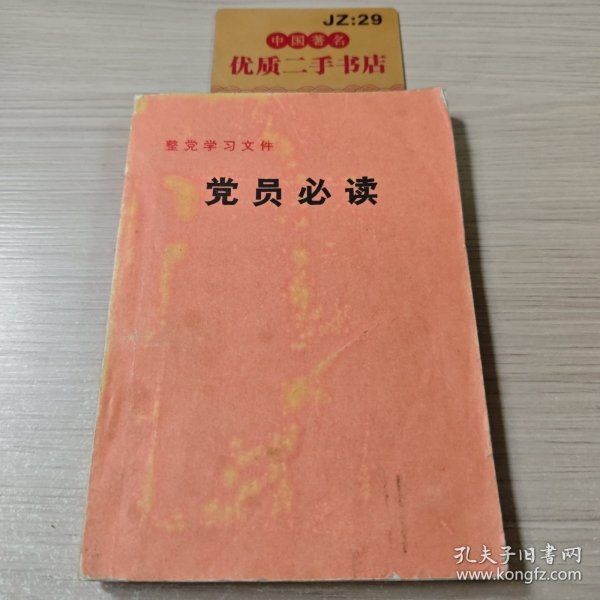 JZ:29
中国著名
优质二手书店
整党学习文件
党员必读
孔夫子旧书网
www.kongfz.com